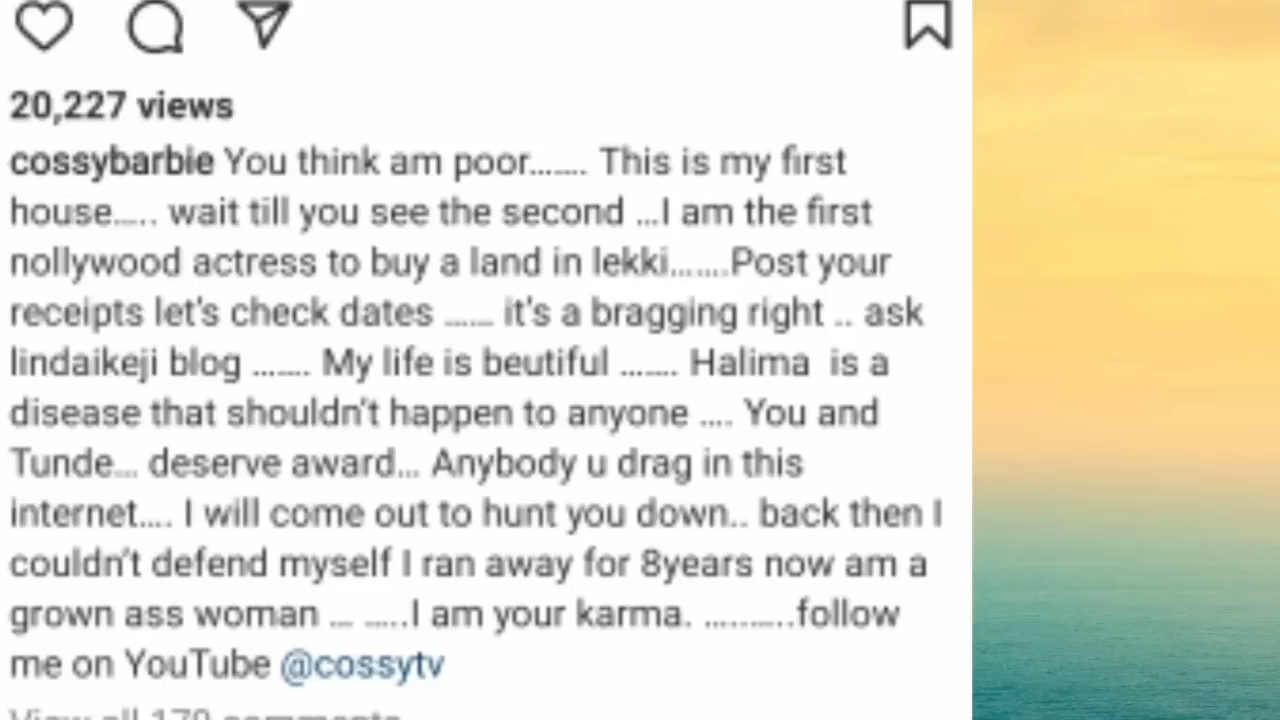 20,227 views
cossybarbie You think am poor....... This is my first
house..... wait till you see the second ...I am the first
nollywood actress to buy a land in lekki.......Post your
receipts let's check dates ...... it's a bragging right .. ask
lindaikeji blog ....... My life is beutiful ....... Halima is a
disease that shouldn't happen to anyone .... You and
Tunde... deserve award... Anybody u drag in this
internet.... I will come out to hunt you down.. back then I
couldn't defend myself I ran away for 8years now am a
grown ass woman ... .....I am your karma. ..........follow
me on YouTube @cossytv
View all 179 comments